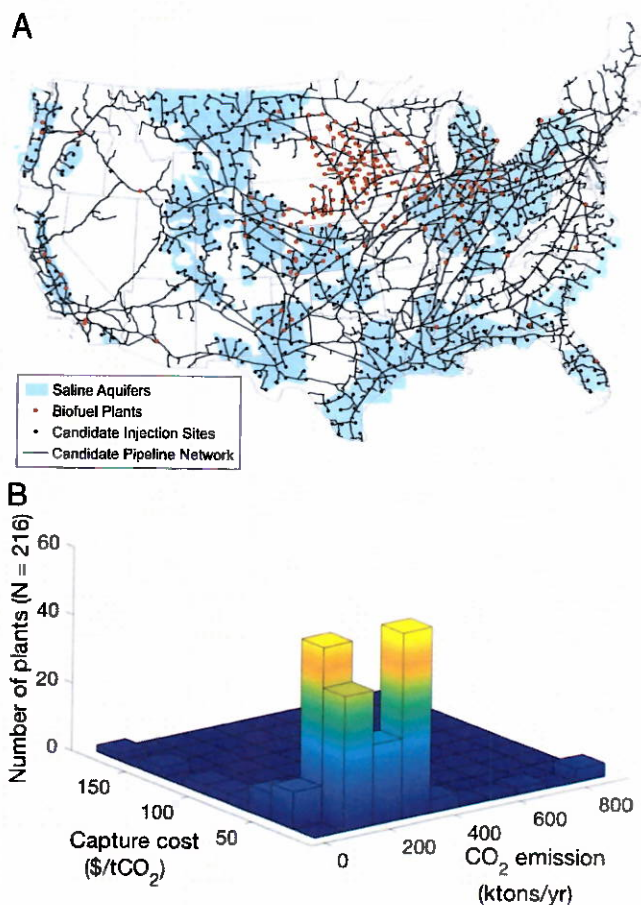 A
Saline Aquifers
Biofuel Plants
Candidate Injection Sites
Candidate Pipeline Network
B
Number of plants (N = 216)
60
40
20
0
150
100
50
Capture cost
($/tCO₂)
0
200
400
600
800
CO₂ emission
(ktons/yr)